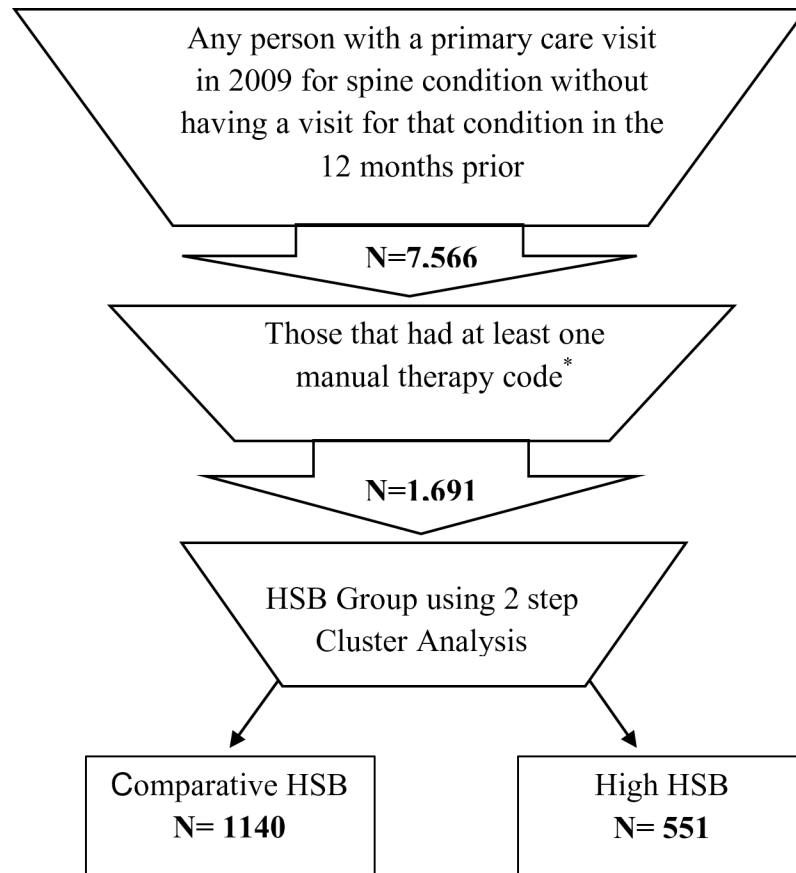 Any person with a primary care visit
in 2009 for spine condition without
having a visit for that condition in the
12 months prior
N=7,566
Those that had at least one
manual therapy code*
N=1,691
HSB Group using 2 step
Cluster Analysis
Comparative HSB
N= 1140
High HSB
N= 551